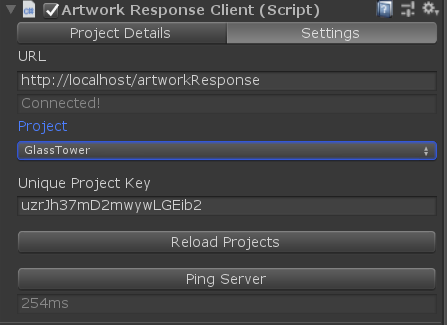 Artwork Response Client (Script)
Project Details Settings
URL
http://localhost/artworkResponse
Connected!
Project
GlassTower
Unique Project Key
uzrJh37mD2mwywLGEib2
Reload Projects
Ping Server
254ms